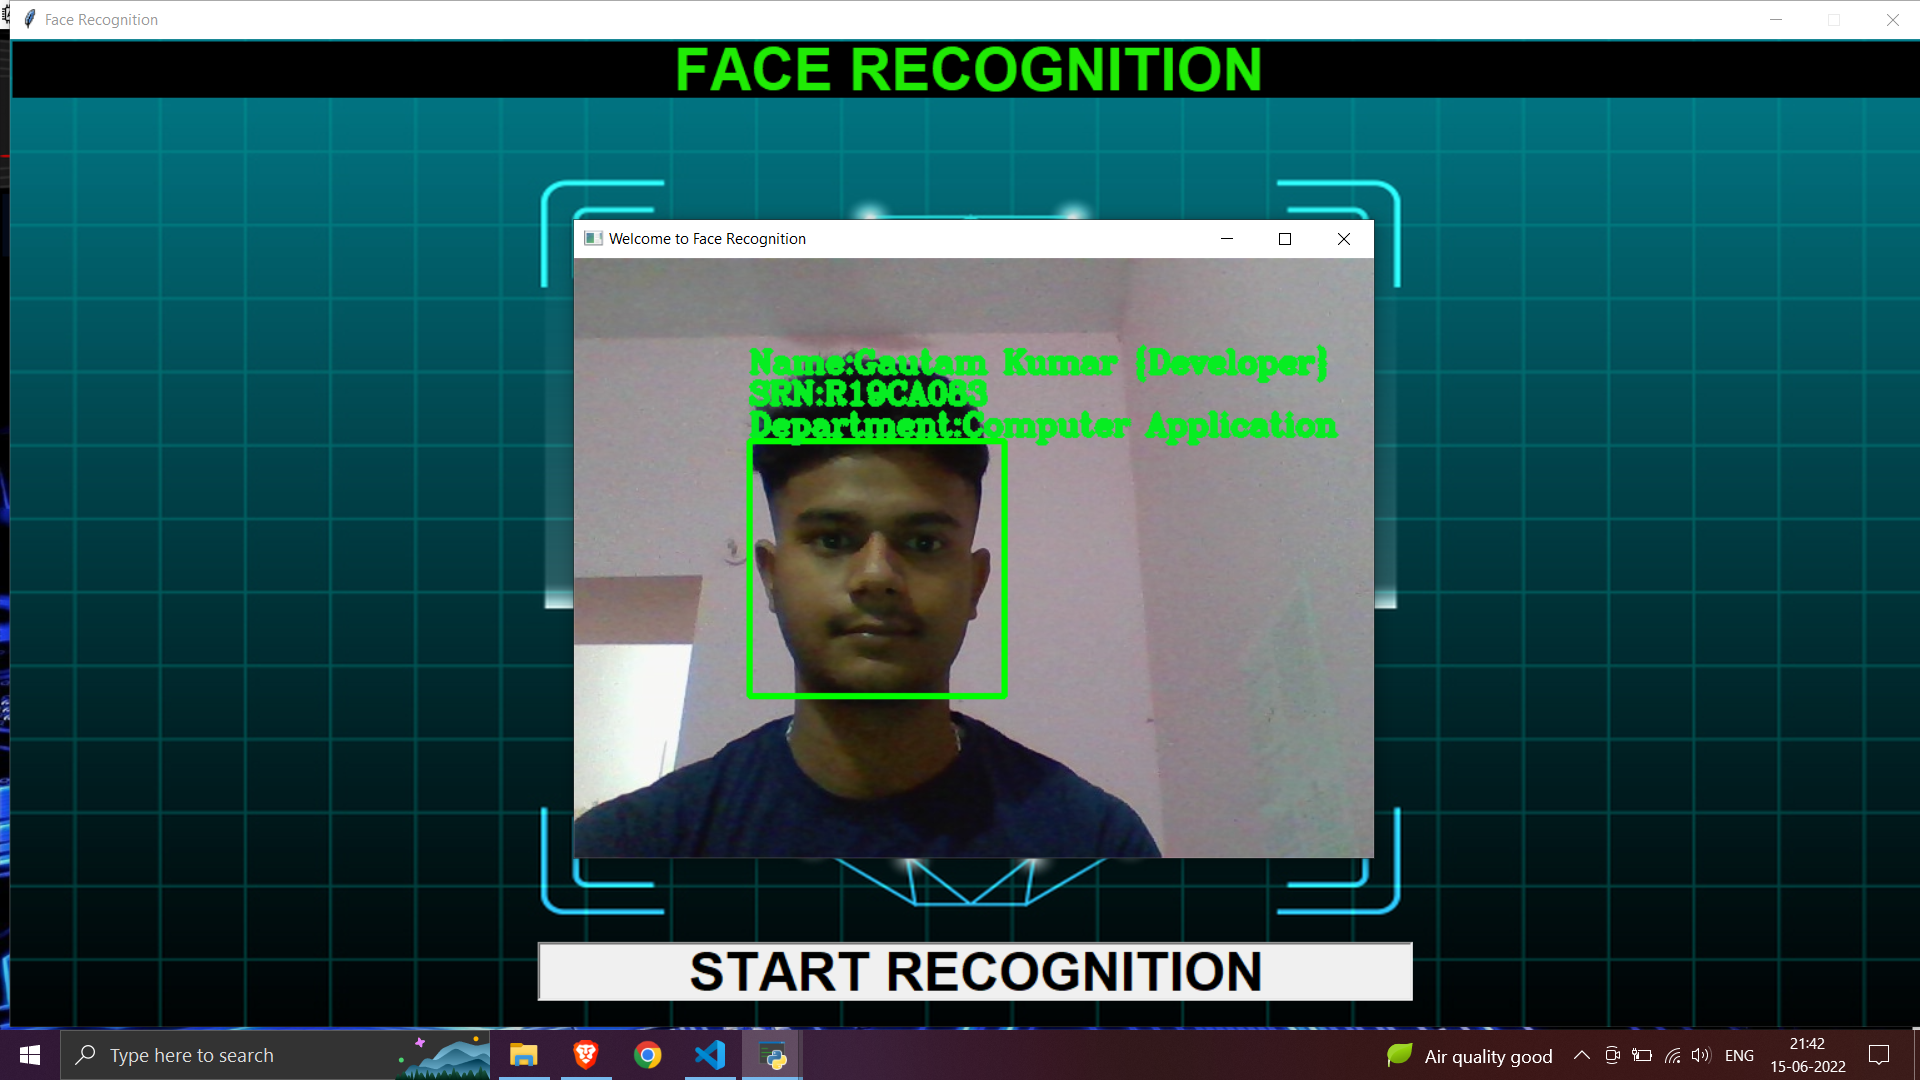 Face Recognition
FACE RECOGNITION
Welcome to Face Recognition
Name:Gautam Kumar {Developer}
SRN:R19CA083
Department:Computer Application
START RECOGNITION
Type here to search
Air quality good
ENG
21:42
15-06-2022